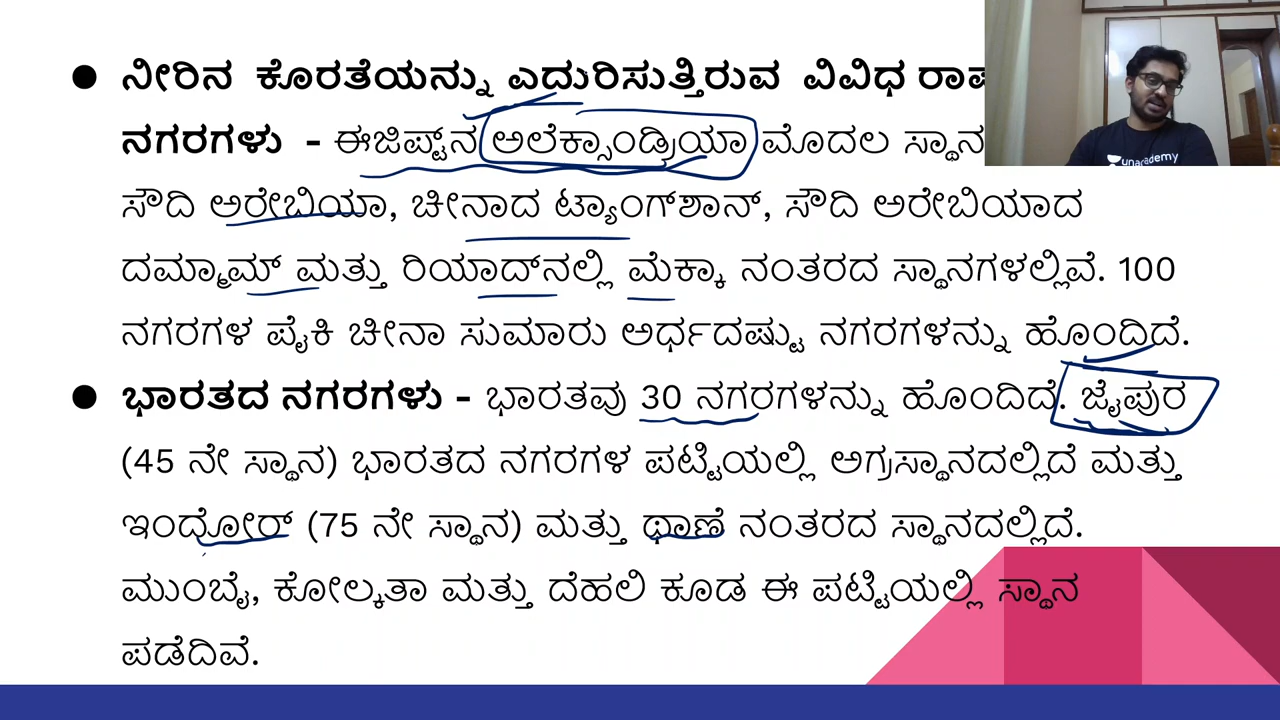 ● ನೀರಿನ ಕೊರತೆಯನ್ನು ಎದುರಿಸುತ್ತಿರುವ ವಿವಿಧ
ನಗರಗಳು - ಈಜಿಪ್ಟ್‌ನ ಅಲೆಕ್ಸಾಂಡ್ರಿಯಾ ಮೊದಲ
ಸೌದಿ ಅರೇಬಿಯಾ, ಚೀನಾದ ಟ್ಯಾಂಗ್‌ಶಾನ್, ಸೌದಿ ಅರೇಬಿಯಾದ
ದಮ್ಮಾಮ್ ಮತ್ತು ರಿಯಾದ್‌ನಲ್ಲಿ ಮೆಕ್ಕಾ ನಂತರದ ಸ್ಥಾನಗಳಲ್ಲಿವೆ. 100
ನಗರಗಳ ಪೈಕಿ ಚೀನಾ ಸುಮಾರು ಅರ್ಧದಷ್ಟು ನಗರಗಳನ್ನು ಹೊಂದಿದೆ.
● ಭಾರತದ ನಗರಗಳು - ಭಾರತವು 30 ನಗರಗಳನ್ನು ಹೊಂದಿದೆ. ಜೈಪುರ
(45 ನೇ ಸ್ಥಾನ) ಭಾರತದ ನಗರಗಳ ಪಟ್ಟಿಯಲ್ಲಿ ಅಗ್ರಸ್ಥಾನದಲ್ಲಿದೆ ಮತ್ತು
ಇಂದೋರ್ (75 ನೇ ಸ್ಥಾನ) ಮತ್ತು ಥಾಣೆ ನಂತರದ ಸ್ಥಾನದಲ್ಲಿದೆ.
ಮುಂಬೈ, ಕೋಲ್ಕತಾ ಮತ್ತು ದೆಹಲಿ ಕೂಡ ಈ ಪಟ್ಟಿಯಲ್ಲಿ ಸ್ಥಾನ
ಪಡೆದಿವೆ.
unacademy